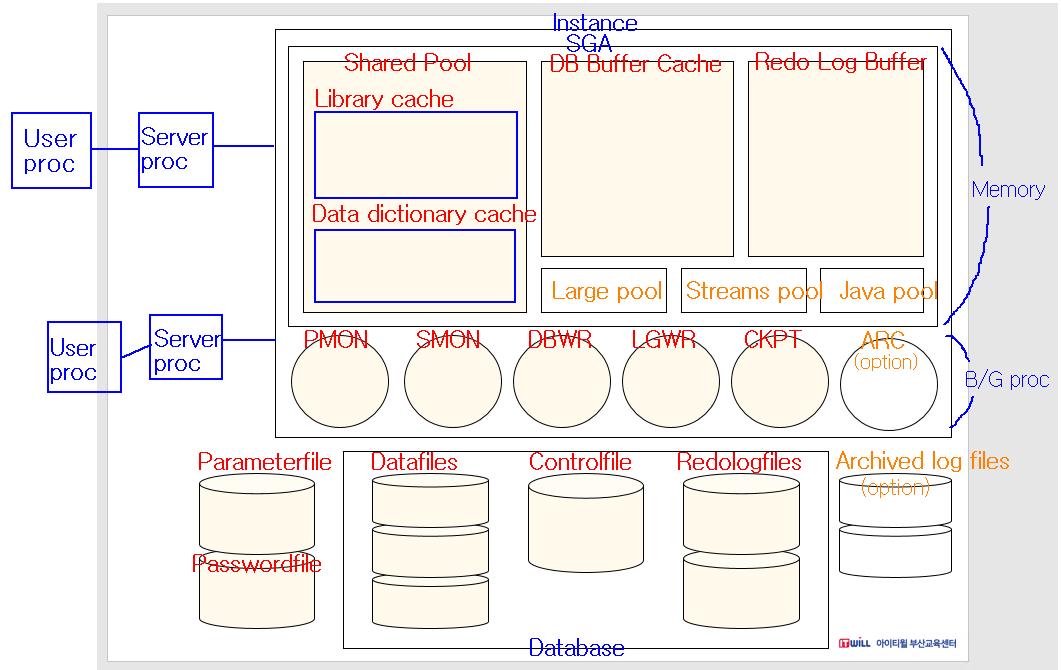 Instance
SGA
Shared Pool
DB Buffer Cache
Redo Log Buffer
Library cache
User
proc
Server
proc
Memory
Data dictionary cache
Large pool
Streams pool
Java pool
User
proc
Server
proc
PMON
SMON
DBWR
LGWR
CKPT
ARC
(option)
B/G proc
Parameterfile
Datafiles
Controlfile
Redologfiles
Archived log files
(option)
Passwordfile
Database
ITWILL 아이티윌 부산교육센터